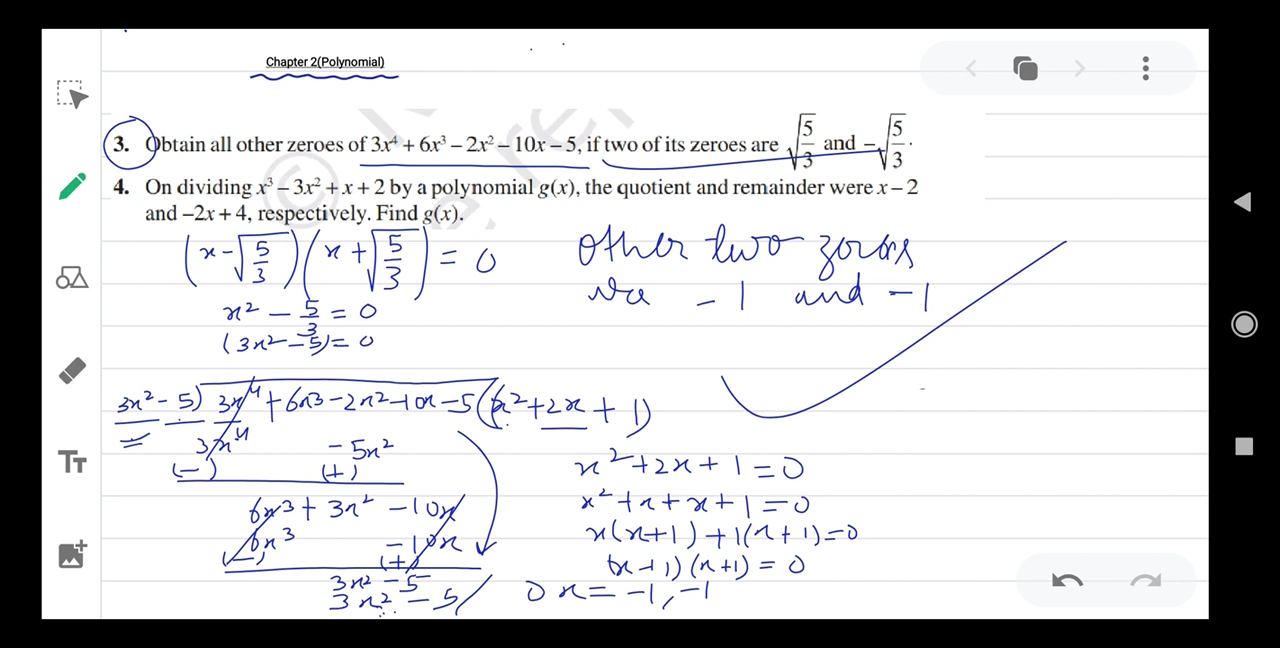 Chapter 2(Polynomial)
3. Obtain all other zeroes of 3x⁴ + 6x³ – 2x² – 10x – 5, if two of its zeroes are √(5/3) and –√(5/3).
4. On dividing x³ – 3x² + x + 2 by a polynomial g(x), the quotient and remainder were x – 2
and –2x + 4, respectively. Find g(x).
(x – √(5/3)) (x + √(5/3)) = 0
x² – 5/3 = 0
(3x² – 5) = 0
other two
-1 and -1
3x² – 5) 3x⁴ + 6x³ – 2x² – 10x – 5 (x² + 2x + 1)
3x⁴ – 5x²
(–) (+)
6x³ + 3x² – 10x
6x³ – 10x
(–) (+)
3x² – 5
3x² – 5
0
x² + 2x + 1 = 0
x² + x + x + 1 = 0
x(x+1) + 1(x+1) = 0
(x+1) (x+1) = 0
x = –1, –1
Tт